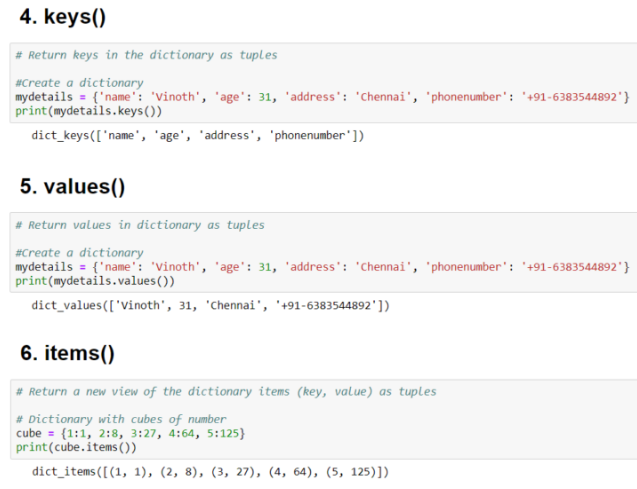 4. keys()
# Return keys in the dictionary as tuples
#Create a dictionary
mydetails = {'name': 'Vinoth', 'age': 31, 'address': 'Chennai', 'phonenumber': '+91-6383544892'}
print(mydetails.keys())
dict_keys(['name', 'age', 'address', 'phonenumber'])
5. values()
# Return values in dictionary as tuples
#Create a dictionary
mydetails = {'name': 'Vinoth', 'age': 31, 'address': 'Chennai', 'phonenumber': '+91-6383544892'}
print(mydetails.values())
dict_values(['Vinoth', 31, 'Chennai', '+91-6383544892'])
6. items()
# Return a new view of the dictionary items (key, value) as tuples
# Dictionary with cubes of number
cube = {1:1, 2:8, 3:27, 4:64, 5:125}
print(cube.items())
dict_items([(1, 1), (2, 8), (3, 27), (4, 64), (5, 125)])